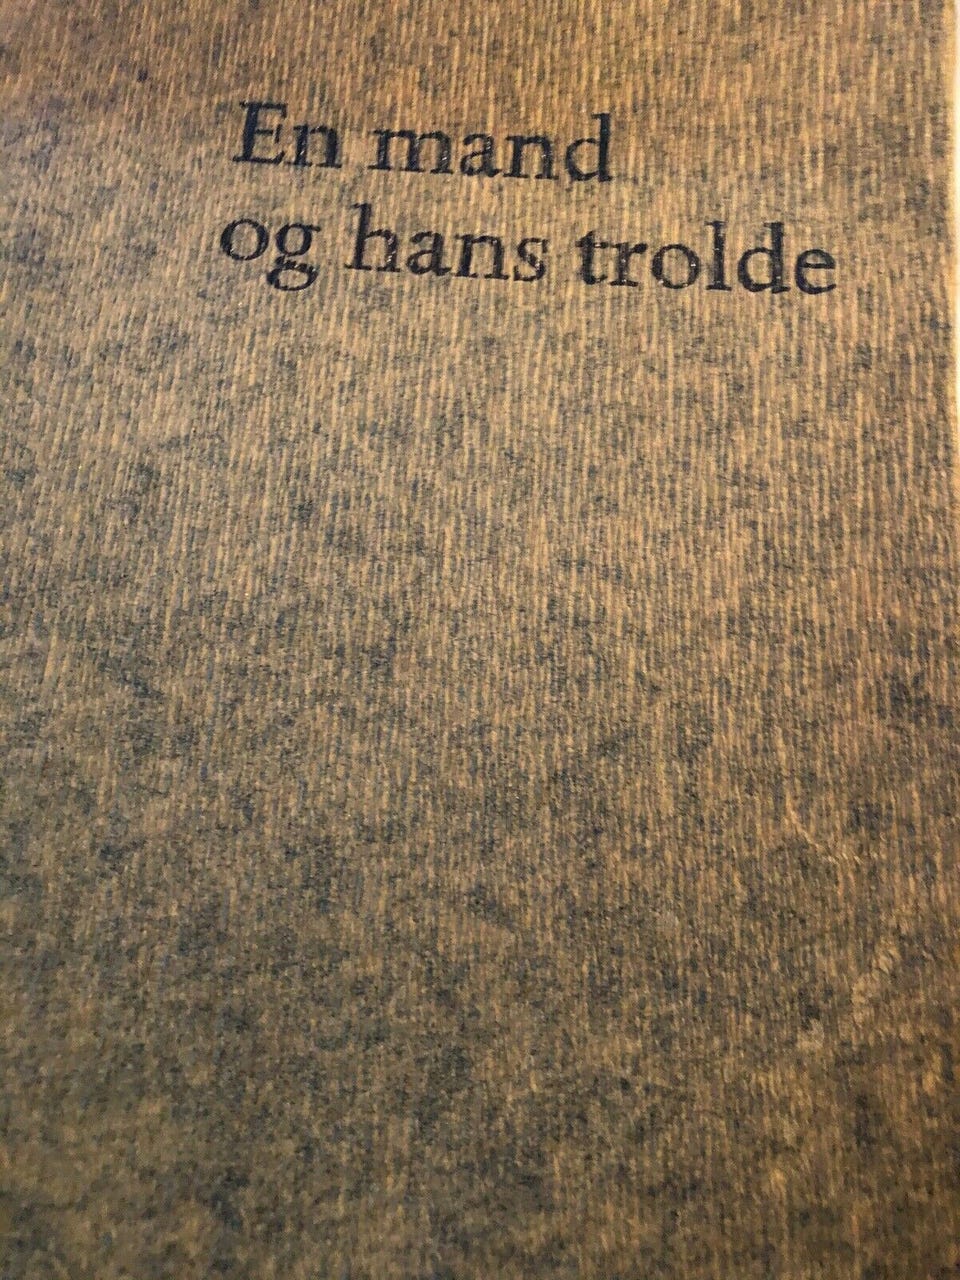 En mand
og hans trolde